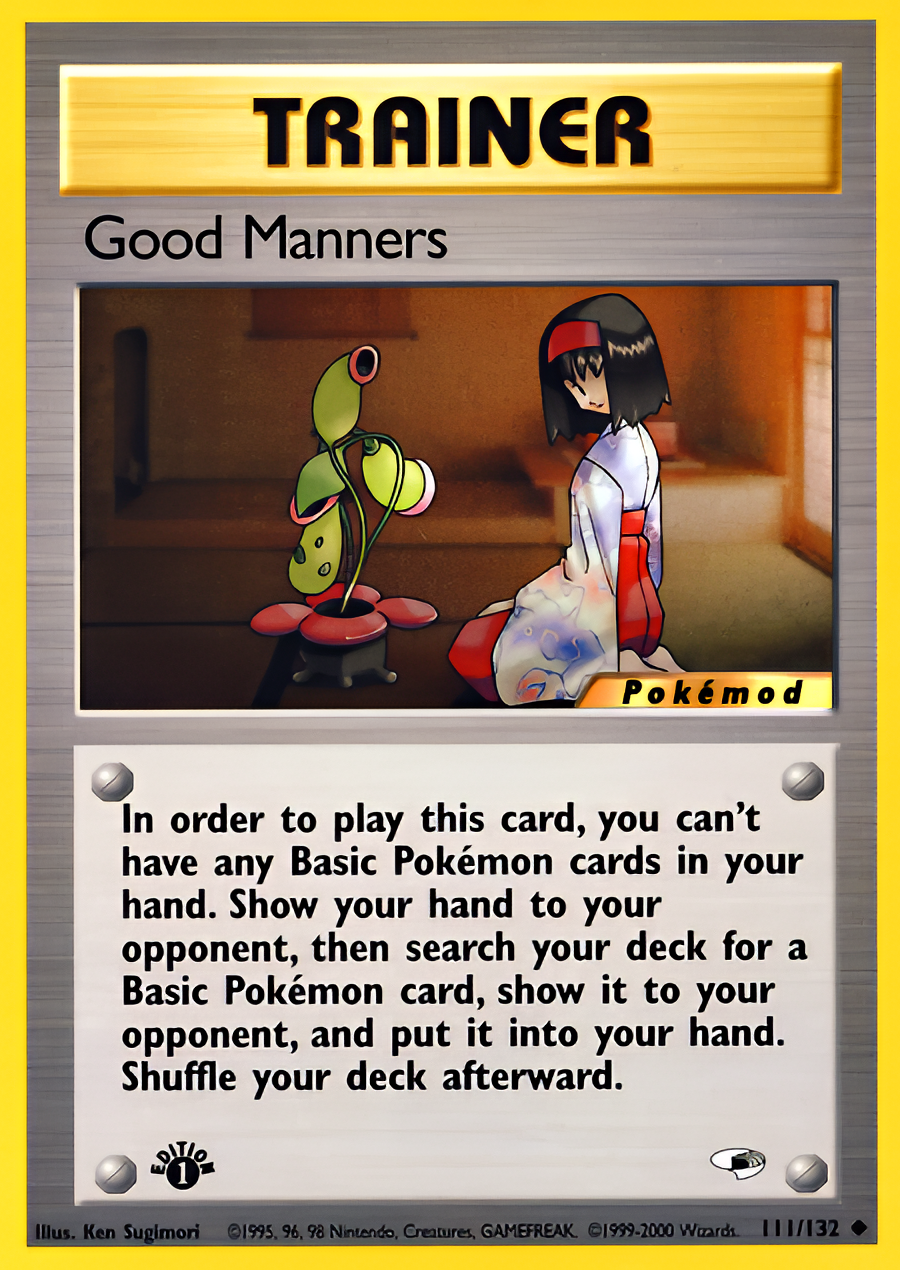 TRAINER
Good Manners
Pokémod
In order to play this card, you can't
have any Basic Pokémon cards in your
hand. Show your hand to your
opponent, then search your deck for a
Basic Pokémon card, show it to your
opponent, and put it into your hand.
Shuffle your deck afterward.
EDITION
1
Illus. Ken Sugimori ©1995, 96, 98 Nintendo, Creatures, GAMEFREAK. ©1999-2000 Wizards. 111/132